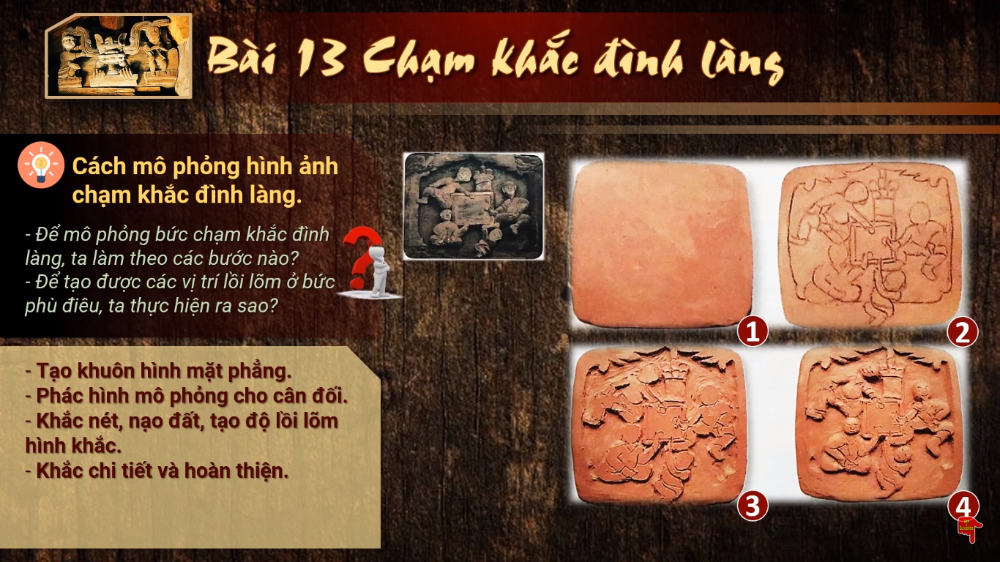 Bài 13 Chạm khắc đình làng
Cách mô phỏng hình ảnh
chạm khắc đình làng.
- Để mô phỏng bức chạm khắc đình
làng, ta làm theo các bước nào?
- Để tạo được các vị trí lồi lõm ở bức
phù điêu, ta thực hiện ra sao?
- Tạo khuôn hình mặt phẳng.
- Phác hình mô phỏng cho cân đối.
- Khắc nét, nạo đất, tạo độ lồi lõm
hình khắc.
- Khắc chi tiết và hoàn thiện.
1
2
3
4